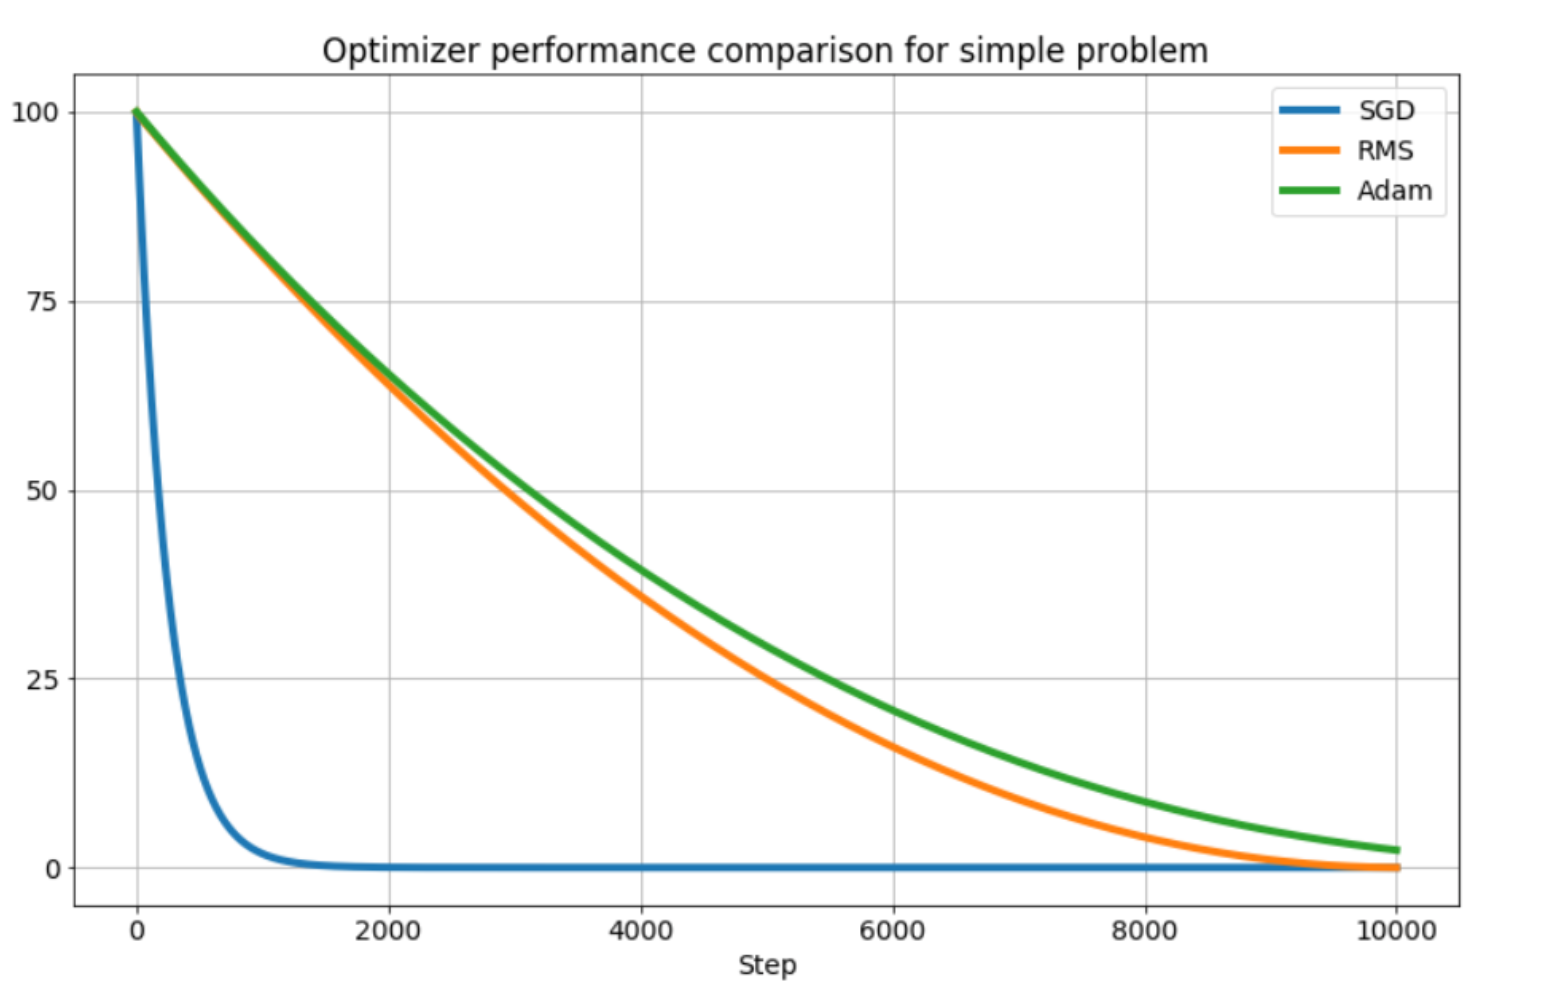 Optimizer performance comparison for simple problem
100
75
50
25
0
SGD
RMS
Adam
0 2000 4000 6000 8000 10000
Step